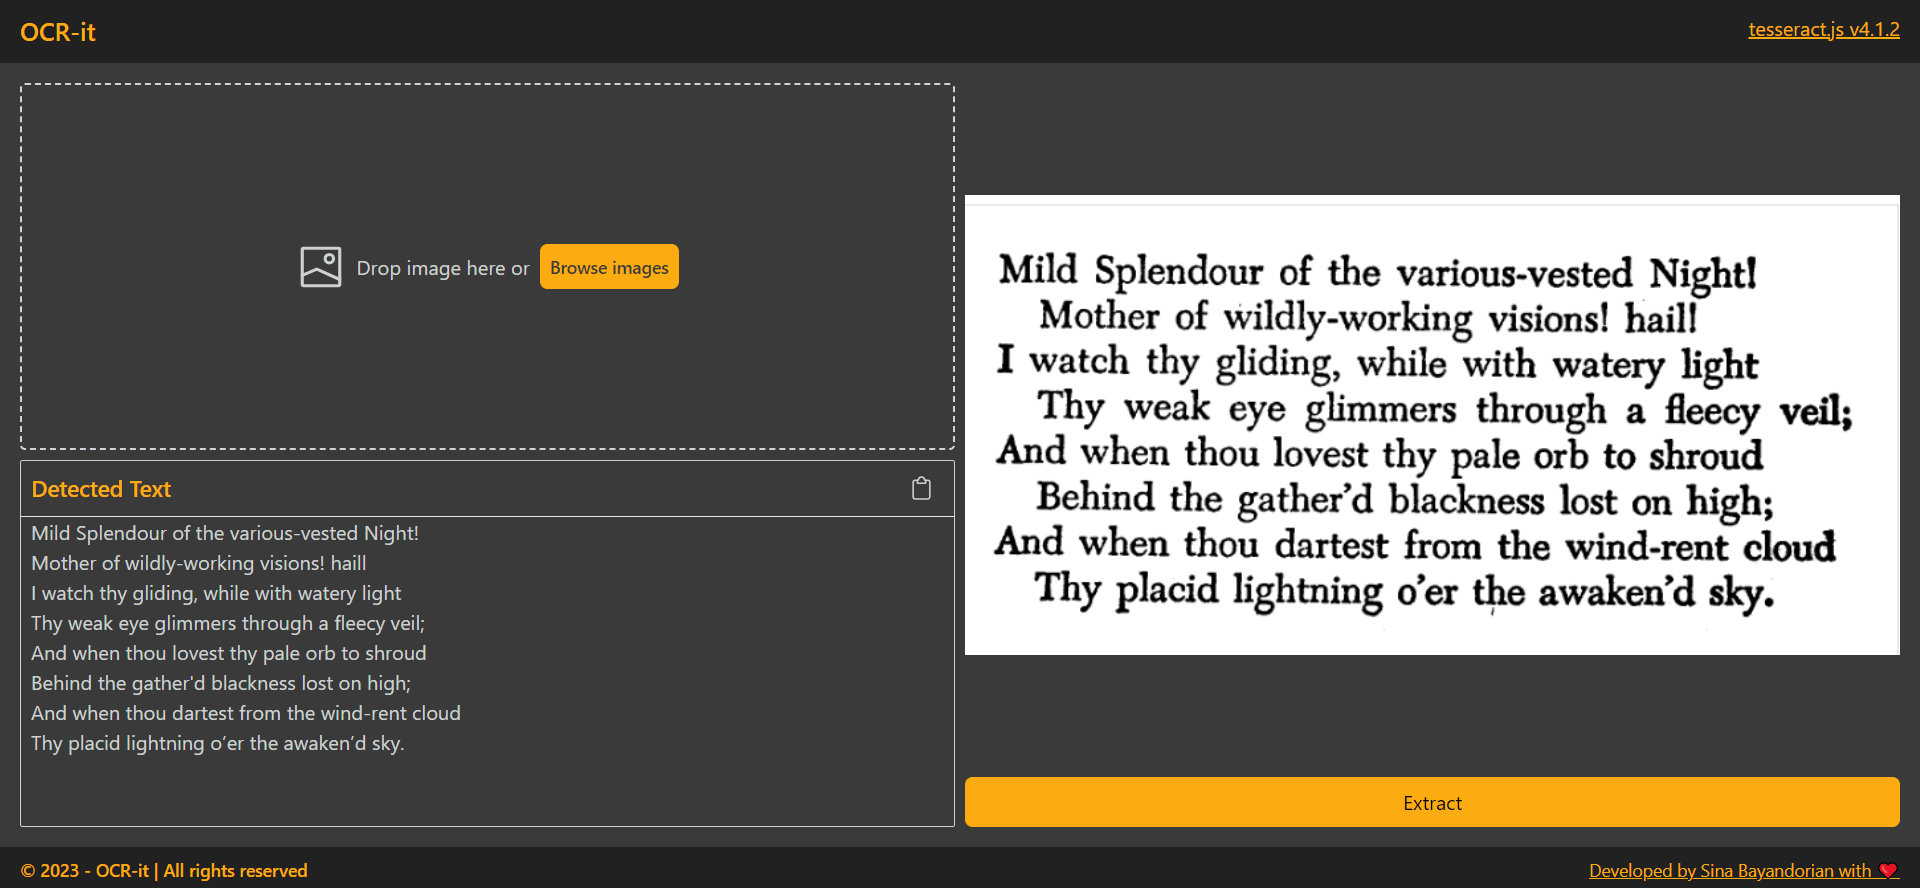 OCR-it
tesseract.js v4.1.2
Drop image here or Browse images
Detected Text
Mild Splendour of the various-vested Night!
Mother of wildly-working visions! haill
I watch thy gliding, while with watery light
Thy weak eye glimmers through a fleecy veil;
And when thou lovest thy pale orb to shroud
Behind the gather'd blackness lost on high;
And when thou dartest from the wind-rent cloud
Thy placid lightning o’er the awaken’d sky.
Mild Splendour of the various-vested Night!
Mother of wildly-working visions! hail!
I watch thy gliding, while with watery light
Thy weak eye glimmers through a fleecy veil;
And when thou lovest thy pale orb to shroud
Behind the gather’d blackness lost on high;
And when thou dartest from the wind-rent cloud
Thy placid lightning o’er the awaken’d sky.
Extract
© 2023 - OCR-it | All rights reserved
Developed by Sina Bayandorian with ❤️